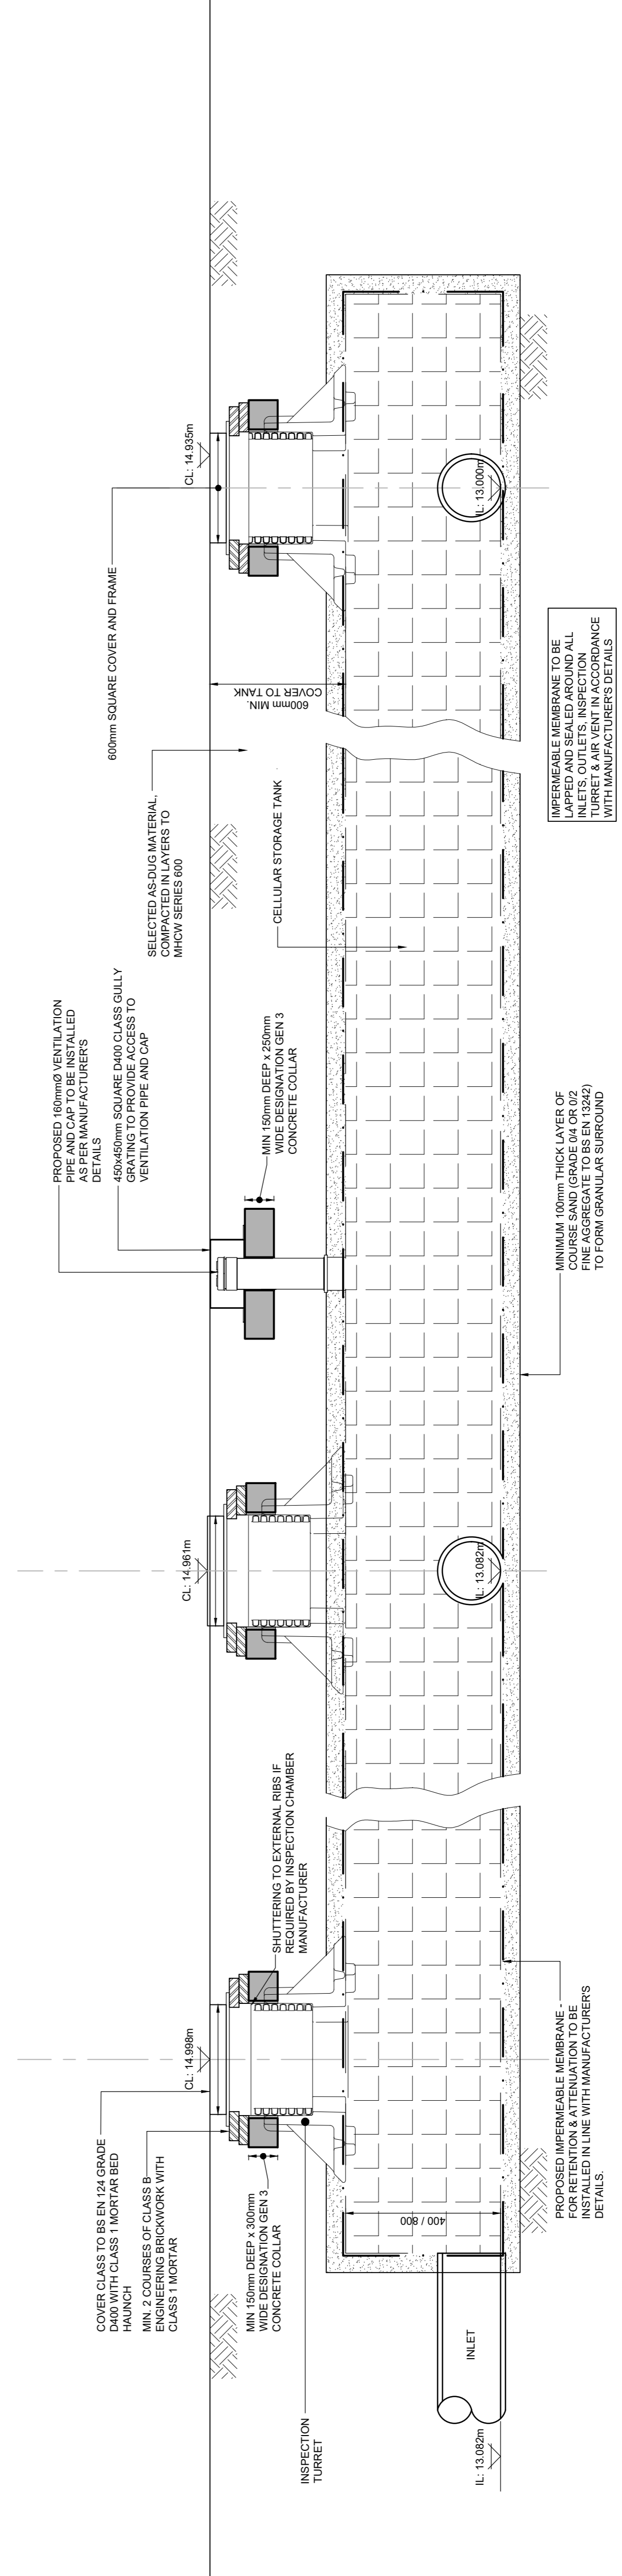 COVER CLASS TO BS EN 124 GRADE
D400 WITH CLASS 1 MORTAR BED
HAUNCH
MIN. 2 COURSES OF CLASS B
ENGINEERING BRICKWORK WITH
CLASS 1 MORTAR
CL: 14.998m
MIN 150mm DEEP x 300mm
WIDE DESIGNATION GEN 3
CONCRETE COLLAR
INSPECTION
TURRET
SHUTTERING TO EXTERNAL RIBS IF
REQUIRED BY INSPECTION CHAMBER
MANUFACTURER
INLET
IL: 13.082m
400 / 800
PROPOSED IMPERMEABLE MEMBRANE -
FOR RETENTION & ATTENUATION TO BE
INSTALLED IN LINE WITH MANUFACTURER'S
DETAILS.
CL: 14.961m
IL: 13.082m
PROPOSED 160mmØ VENTILATION
PIPE AND CAP TO BE INSTALLED
AS PER MANUFACTURER'S
DETAILS
450x450mm SQUARE D400 CLASS GULLY
GRATING TO PROVIDE ACCESS TO
VENTILATION PIPE AND CAP
MIN 150mm DEEP x 250mm
WIDE DESIGNATION GEN 3
CONCRETE COLLAR
MINIMUM 100mm THICK LAYER OF
COURSE SAND (GRADE 0/4 OR 0/2
FINE AGGREGATE TO BS EN 13242)
TO FORM GRANULAR SURROUND
SELECTED AS-DUG MATERIAL,
COMPACTED IN LAYERS TO
MHCW SERIES 600
CELLULAR STORAGE TANK
600mm SQUARE COVER AND FRAME
600mm MIN.
COVER TO TANK
CL: 14.935m
IL: 13.000m
IMPERMEABLE MEMBRANE TO BE
LAPPED AND SEALED AROUND ALL
INLETS, OUTLETS, INSPECTION
TURRET & AIR VENT IN ACCORDANCE
WITH MANUFACTURER'S DETAILS